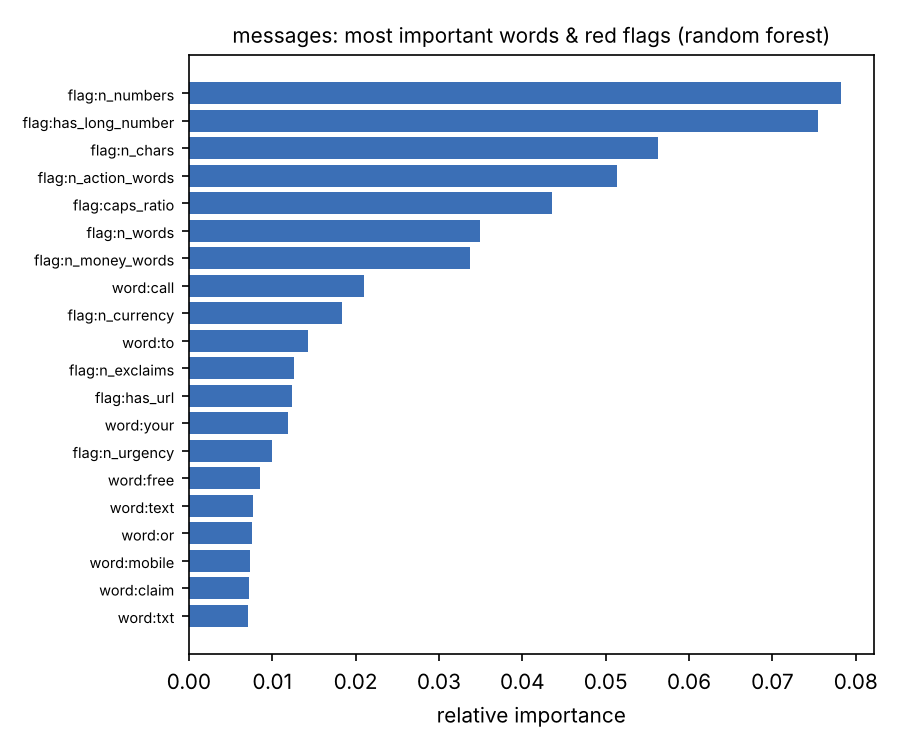 messages: most important words & red flags (random forest)
flag:n_numbers
flag:has_long_number
flag:n_chars
flag:n_action_words
flag:caps_ratio
flag:n_words
flag:n_money_words
word:call
flag:n_currency
word:to
flag:n_exclaims
flag:has_url
word:your
flag:n_urgency
word:free
word:text
word:or
word:mobile
word:claim
word:txt
0.00 0.01 0.02 0.03 0.04 0.05 0.06 0.07 0.08
relative importance